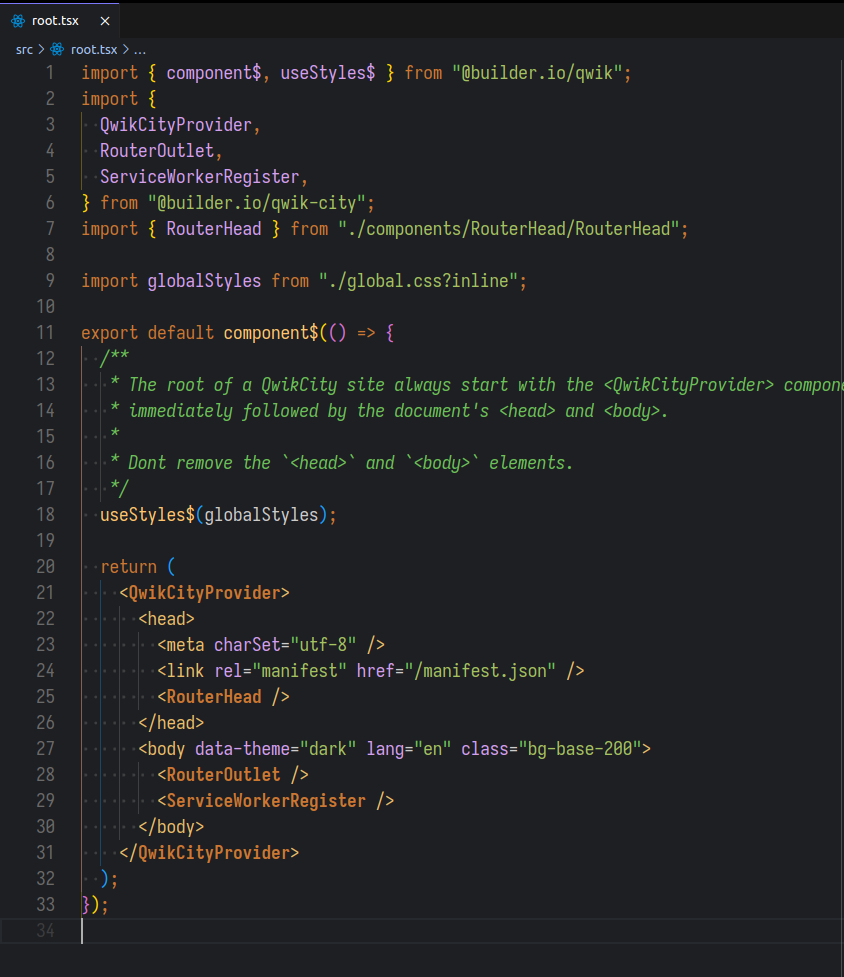 root.tsx ×
src > root.tsx > ...
1 import { component$, useStyles$ } from "@builder.io/qwik";
2 import {
3   QwikCityProvider,
4   RouterOutlet,
5   ServiceWorkerRegister,
6 } from "@builder.io/qwik-city";
7 import { RouterHead } from "./components/RouterHead/RouterHead";
8
9 import globalStyles from "./global.css?inline";
10
11 export default component$(() => {
12   /**
13    * The root of a QwikCity site always start with the <QwikCityProvider> compone
14    * immediately followed by the document's <head> and <body>.
15    *
16    * Dont remove the `<head>` and `<body>` elements.
17    */
18   useStyles$(globalStyles);
19
20   return (
21     <QwikCityProvider>
22       <head>
23         <meta charSet="utf-8" />
24         <link rel="manifest" href="/manifest.json" />
25         <RouterHead />
26       </head>
27       <body data-theme="dark" lang="en" class="bg-base-200">
28         <RouterOutlet />
29         <ServiceWorkerRegister />
30       </body>
31     </QwikCityProvider>
32   );
33 });
34